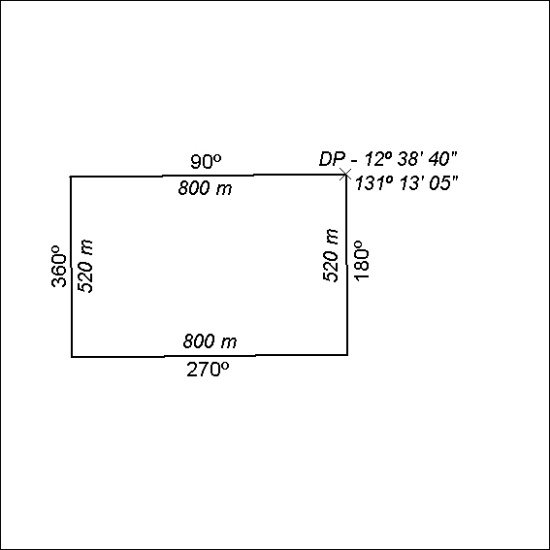 90º
DP - 12º 38' 40"
800 m
131º 13' 05"
360º
520 m
520 m
180º
800 m
270º